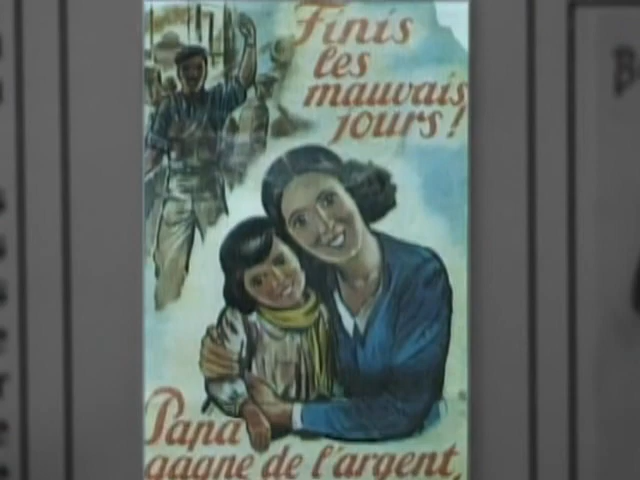 Finis
les
mauvais
jours!
Papa
gagne de l'argent,